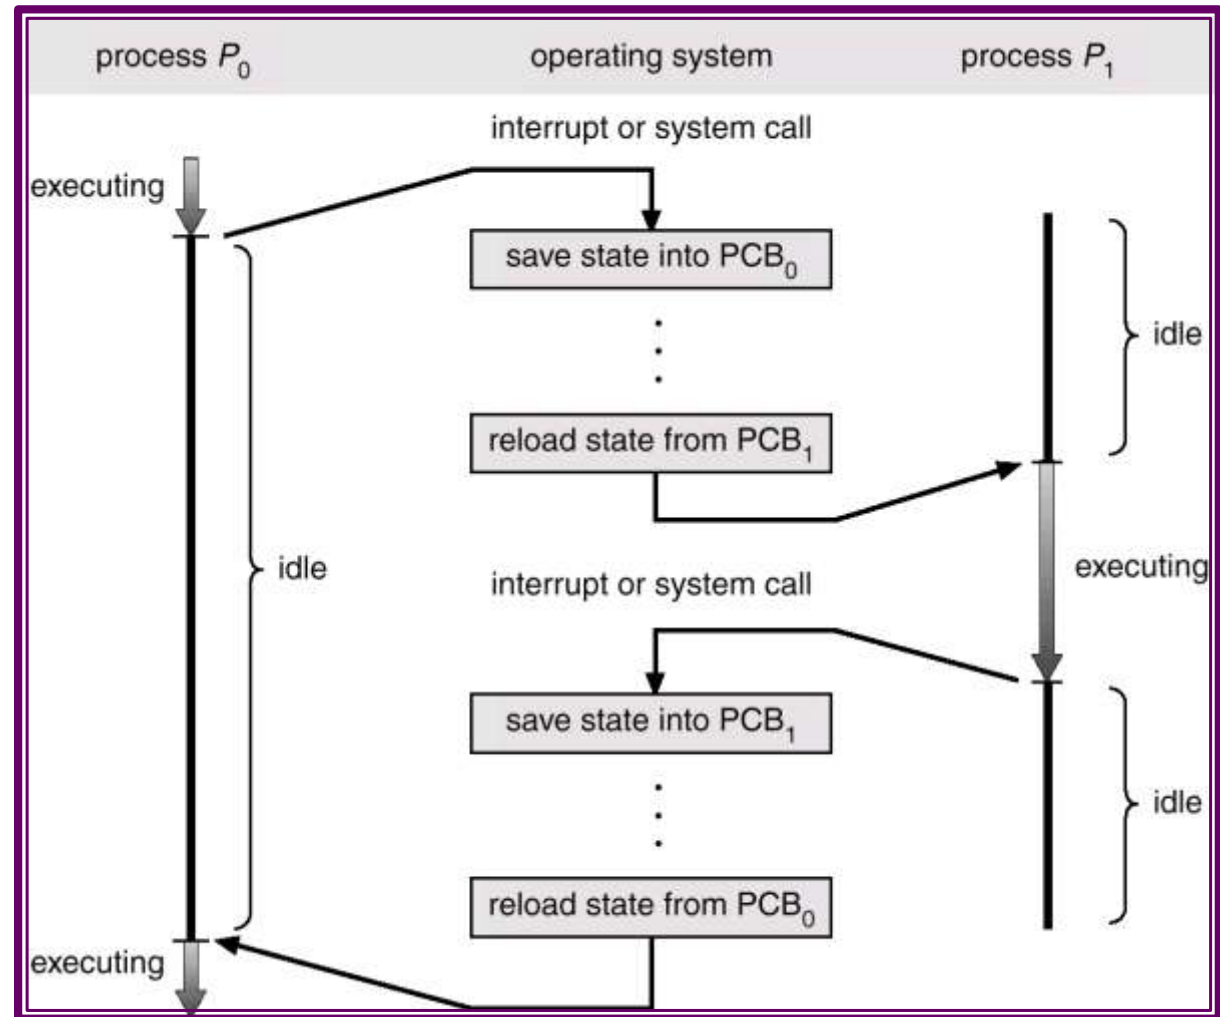 process P₀ operating system process P₁
interrupt or system call
executing
save state into PCB₀
idle
reload state from PCB₁
idle
interrupt or system call
executing
save state into PCB₁
idle
reload state from PCB₀
executing